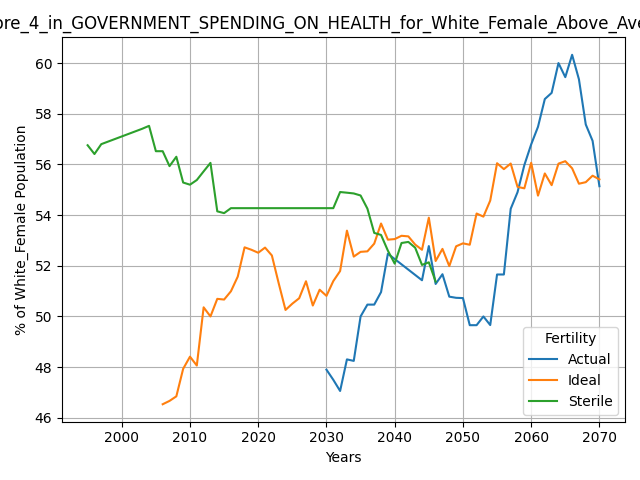 ore_4_in_GOVERNMENT_SPENDING_ON_HEALTH_for_White_Female_Above_Ave
60
58
56
54
52
50
48
46
% of White_Female Population
2000 2010 2020 2030 2040 2050 2060 2070
Years
Fertility
Actual
Ideal
Sterile